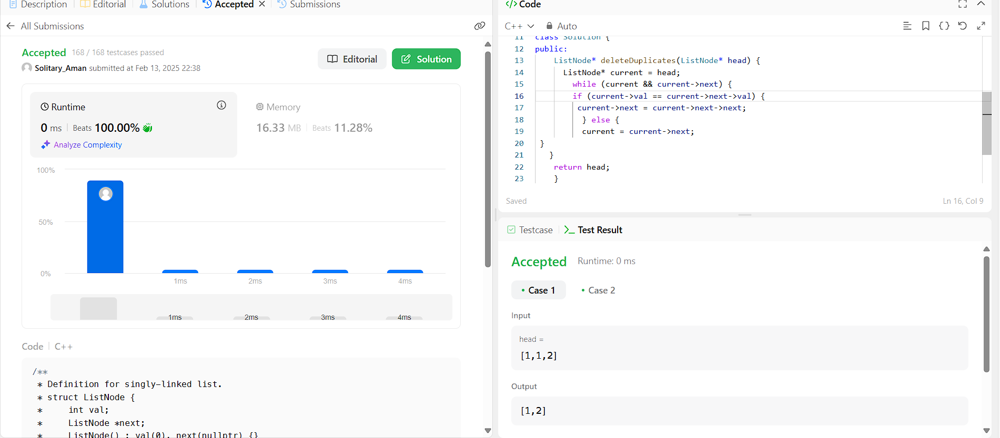 Description
Editorial
Solutions
Accepted
Submissions
All Submissions
Accepted 168 / 168 testcases passed
Solitary_Aman submitted at Feb 13, 2025 22:38
Editorial
Solution
Runtime
0 ms Beats 100.00%
Analyze Complexity
Memory
16.33 MB Beats 11.28%
100%
50%
0%
1ms 2ms 3ms 4ms
1ms 2ms 3ms 4ms
Code C++
/**
* Definition for singly-linked list.
* struct ListNode {
*     int val;
*     ListNode *next;
*     ListNode() : val(0), next(nullptr) {}
</> Code
C++ Auto
11 class Solution {
12 public:
13 ListNode* deleteDuplicates(ListNode* head) {
14 ListNode* current = head;
15 while (current && current->next) {
16 if (current->val == current->next->val) {
17 current->next = current->next->next;
18 } else {
19 current = current->next;
20 }
21 }
22 return head;
23 }
Saved
Ln 16, Col 9
Testcase
>_ Test Result
Accepted Runtime: 0 ms
• Case 1 • Case 2
Input
head =
[1,1,2]
Output
[1,2]